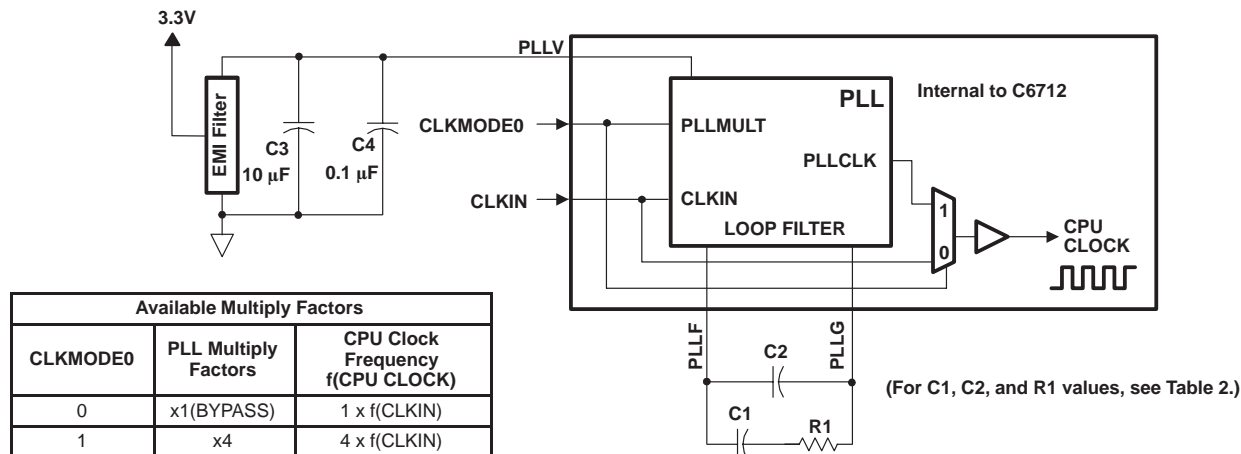 3.3V
PLLV
EMI Filter
C3
10 μF
C4
0.1 μF
CLKMODE0
CLKIN
PLL
Internal to C6712
PLLMULT
PLLCLK
CLKIN
LOOP FILTER
1
0
CPU
CLOCK
PLLF
PLLG
C2
C1
R1
(For C1, C2, and R1 values, see Table 2.)
Available Multiply Factors
CLKMODE0
PLL Multiply
Factors
CPU Clock
Frequency
f(CPU CLOCK)
0
x1(BYPASS)
1 x f(CLKIN)
1
x4
4 x f(CLKIN)